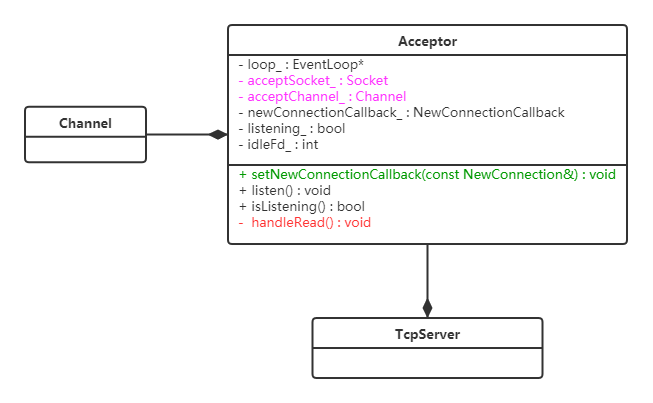 Acceptor
- loop_ : EventLoop*
- acceptSocket_ : Socket
- acceptChannel_ : Channel
- newConnectionCallback_ : NewConnectionCallback
- listening_ : bool
- idleFd_ : int
Channel
+ setNewConnectionCallback(const NewConnection&) : void
+ listen() : void
+ isListening() : bool
- handleRead() : void
TcpServer